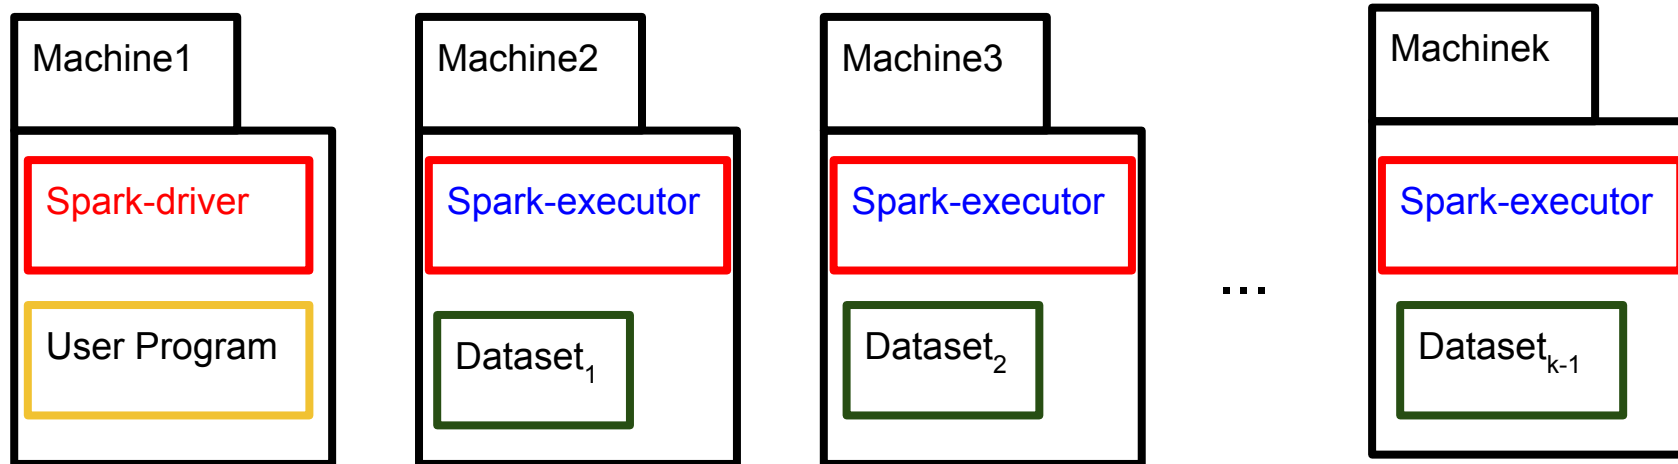 Machine1
Spark-driver
User Program
Machine2
Spark-executor
Dataset₁
Machine3
Spark-executor
Dataset₂
...
Machinek
Spark-executor
Datasetₖ₋₁